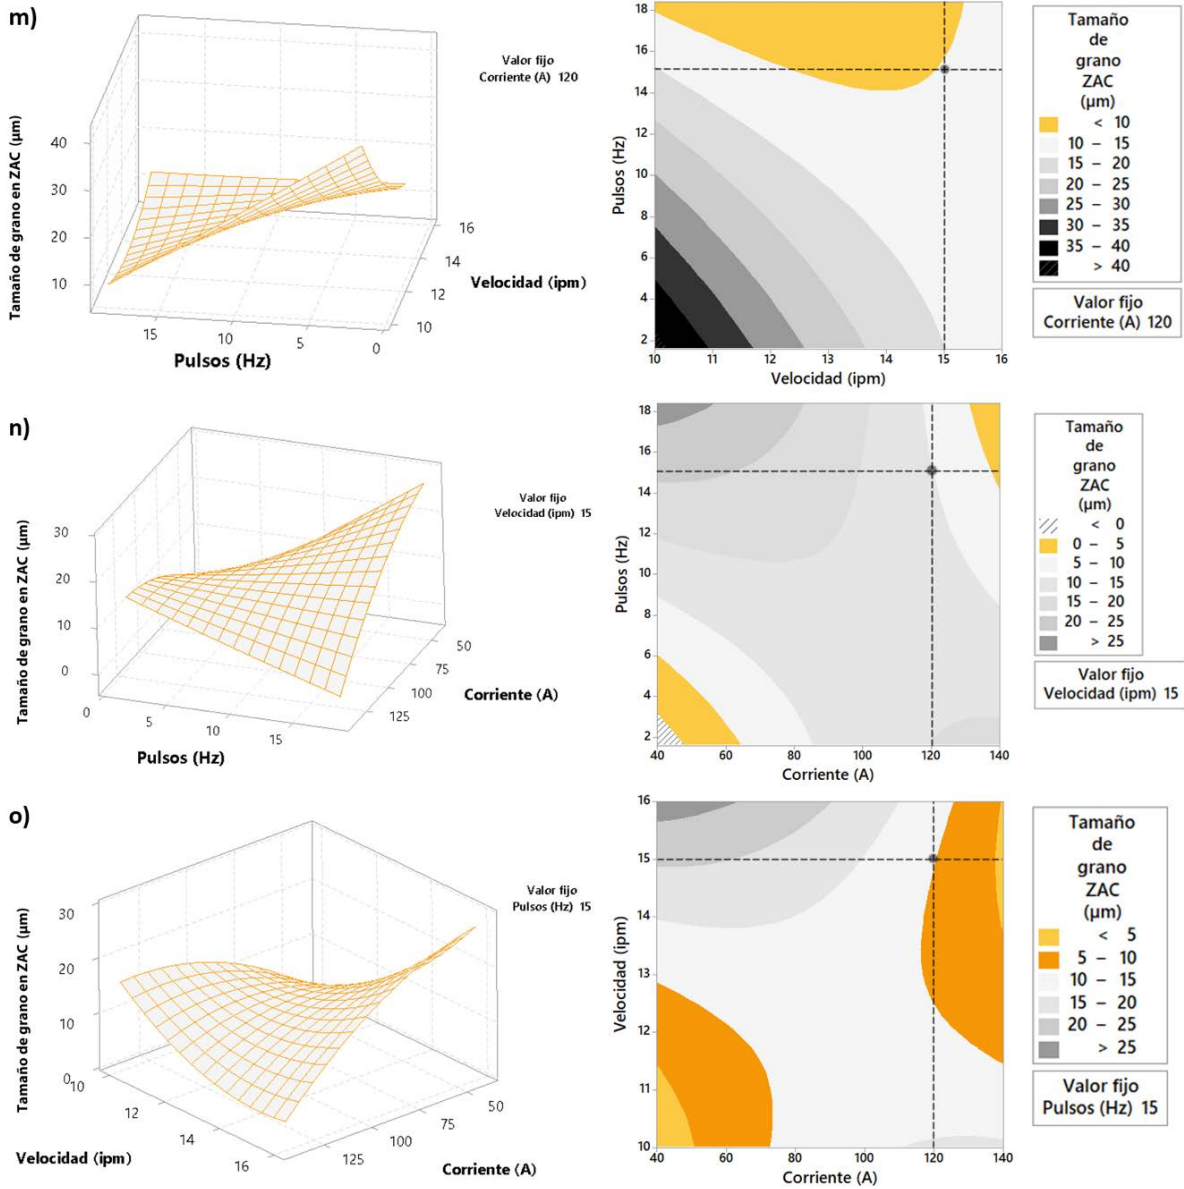 m)
Valor fijo
Corriente (A) 120
Tamaño de grano en ZAC (µm)
40
30
20
10
15
10
5
0
Pulsos (Hz)
16
14
12
10
Velocidad (ipm)
18
16
14
12
10
8
6
4
2
Pulsos (Hz)
10
11
12
13
14
15
16
Velocidad (ipm)
Tamaño
de
grano
ZAC
(µm)
< 10
10 – 15
15 – 20
20 – 25
25 – 30
30 – 35
35 – 40
> 40
Valor fijo
Corriente (A) 120
n)
Valor fijo
Velocidad (ipm) 15
Tamaño de grano en ZAC (µm)
30
20
10
0
0
5
10
15
Pulsos (Hz)
50
75
100
125
Corriente (A)
18
16
14
12
10
8
6
4
2
Pulsos (Hz)
40
60
80
100
120
140
Corriente (A)
Tamaño
de
grano
ZAC
(µm)
< 0
0 – 5
5 – 10
10 – 15
15 – 20
20 – 25
> 25
Valor fijo
Velocidad (ipm) 15
o)
Valor fijo
Pulsos (Hz) 15
Tamaño de grano en ZAC (µm)
30
20
10
0
10
12
14
16
Velocidad (ipm)
50
75
100
125
Corriente (A)
16
15
14
13
12
11
10
Velocidad (ipm)
40
60
80
100
120
140
Corriente (A)
Tamaño
de
grano
ZAC
(µm)
< 5
5 – 10
10 – 15
15 – 20
20 – 25
> 25
Valor fijo
Pulsos (Hz) 15